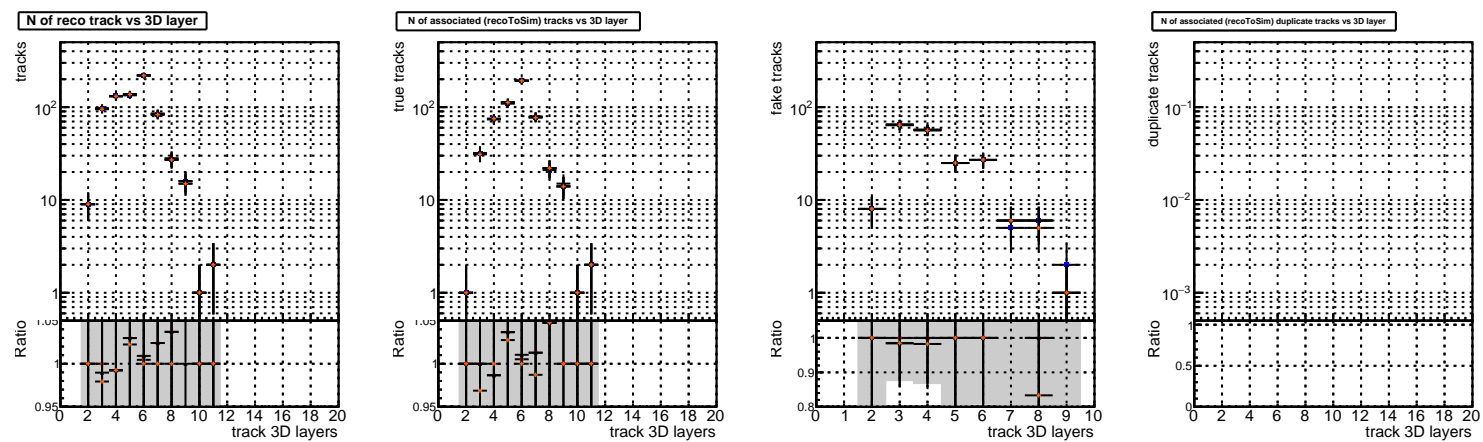 N of reco track vs 3D layer
tracks
10²
10
1
Ratio
1.05
1
0.95
0 2 4 6 8 10 12 14 16 18 20
track 3D layers
N of associated (recoToSim) tracks vs 3D layer
true tracks
10²
10
1
Ratio
1.05
1
0.95
0 2 4 6 8 10 12 14 16 18 20
track 3D layers
fake tracks
10²
10
1
Ratio
1
0.9
0.8
0 1 2 3 4 5 6 7 8 9 10
track 3D layers
N of associated (recoToSim) duplicate tracks vs 3D layer
duplicate tracks
10⁻¹
10⁻²
10⁻³
Ratio
1
0.5
0
0 2 4 6 8 10 12 14 16 18 20
track 3D layers